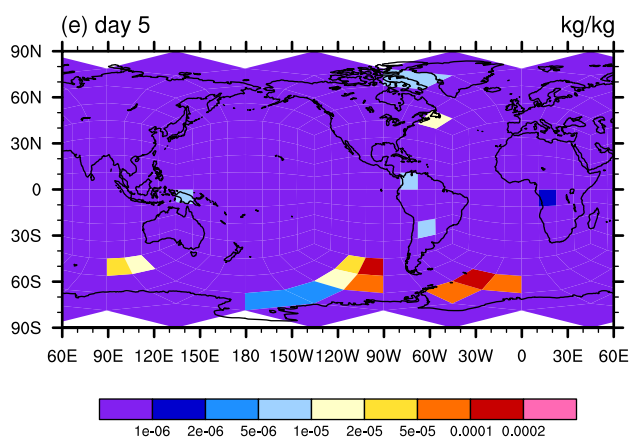 (e) day 5 kg/kg
90N
60N
30N
0
30S
60S
90S
60E 90E 120E 150E 180 150W 120W 90W 60W 30W 0 30E 60E
1e-06 2e-06 5e-06 1e-05 2e-05 5e-05 0.0001 0.0002